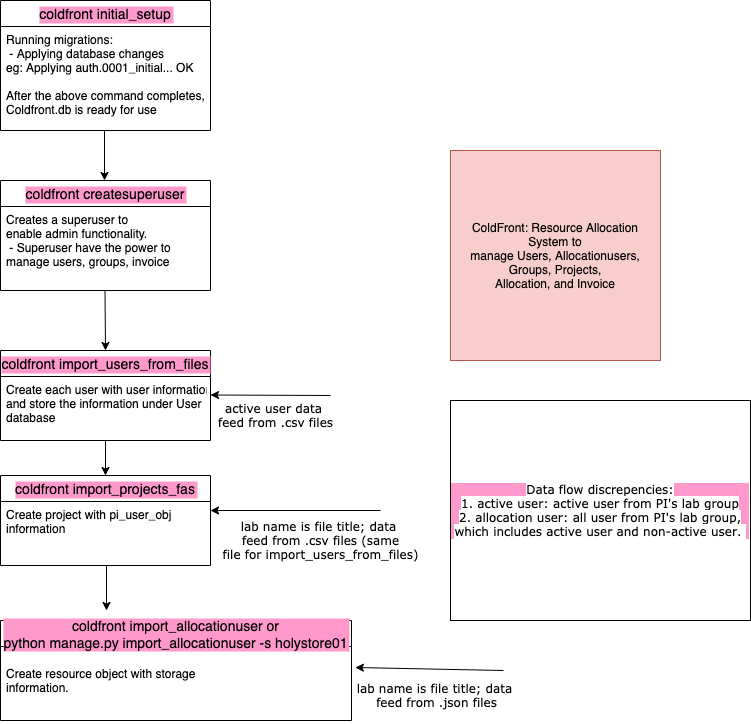 coldfront initial_setup
Running migrations:
- Applying database changes
eg: Applying auth.0001_initial... OK
After the above command completes,
Coldfront.db is ready for use
coldfront createsuperuser
Creates a superuser to
enable admin functionality.
- Superuser have the power to
manage users, groups, invoice
ColdFront: Resource Allocation
System to
manage Users, Allocationusers,
Groups, Projects,
Allocation, and Invoice
coldfront import_users_from_files
Create each user with user information
and store the information under User
database
active user data
feed from .csv files
coldfront import_projects_fas
Create project with pi_user_obj
information
lab name is file title; data
feed from .csv files (same
file for import_users_from_files)
Data flow discrepencies:
1. active user: active user from PI's lab group
2. allocation user: all user from PI's lab group,
which includes active user and non-active user.
coldfront import_allocationuser or
python manage.py import_allocationuser -s holystore01
Create resource object with storage
information.
lab name is file title; data
feed from .json files